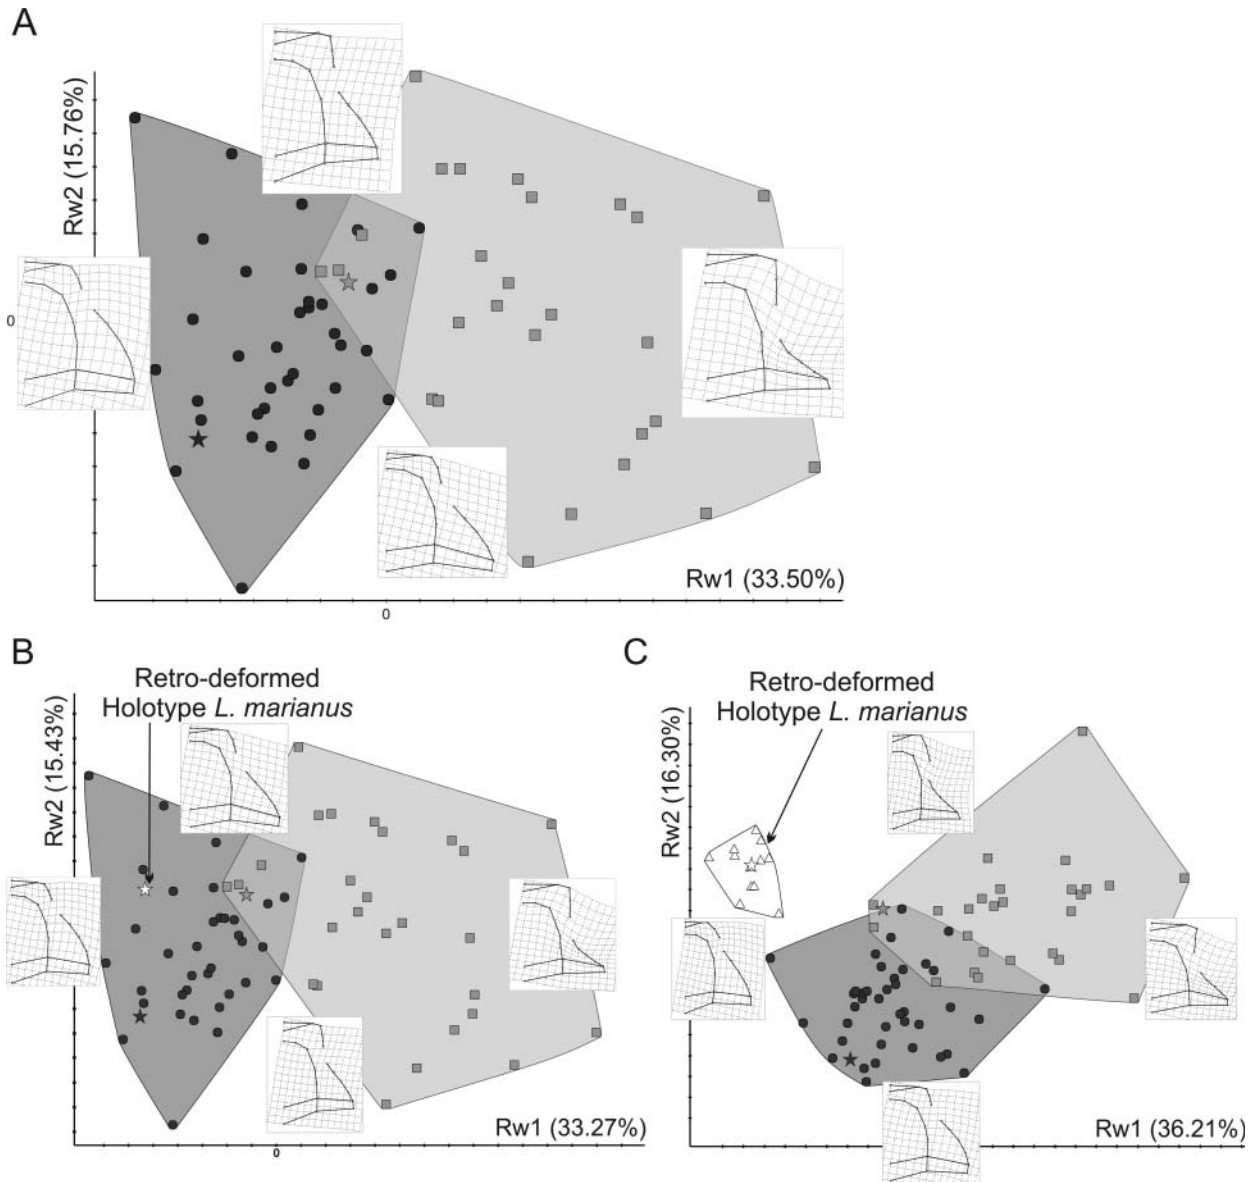 A
Rw2 (15.76%)
0
Rw1 (33.50%)
0
B
Retro-deformed
Holotype L. marianus
Rw2 (15.43%)
Rw1 (33.27%)
0
C
Retro-deformed
Holotype L. marianus
Rw2 (16.30%)
Rw1 (36.21%)